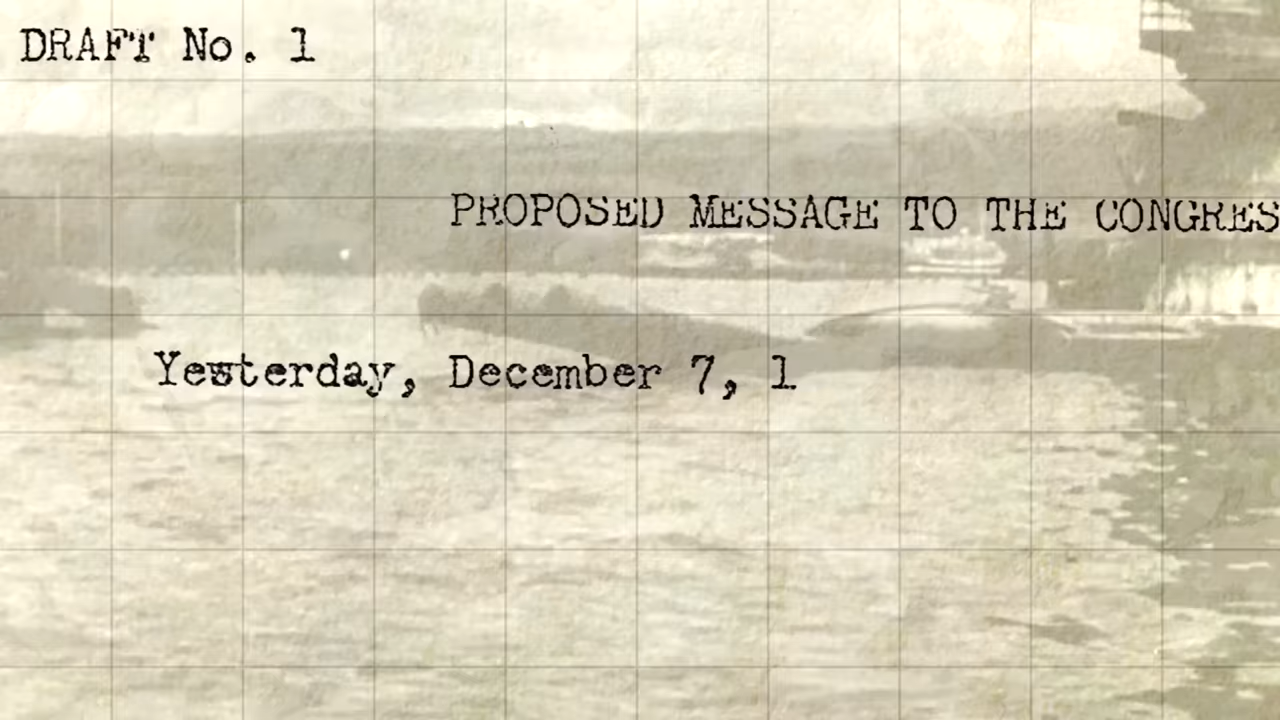 DRAFT No. 1
PROPOSED MESSAGE TO THE CONGRES
Yesterday, December 7, 1